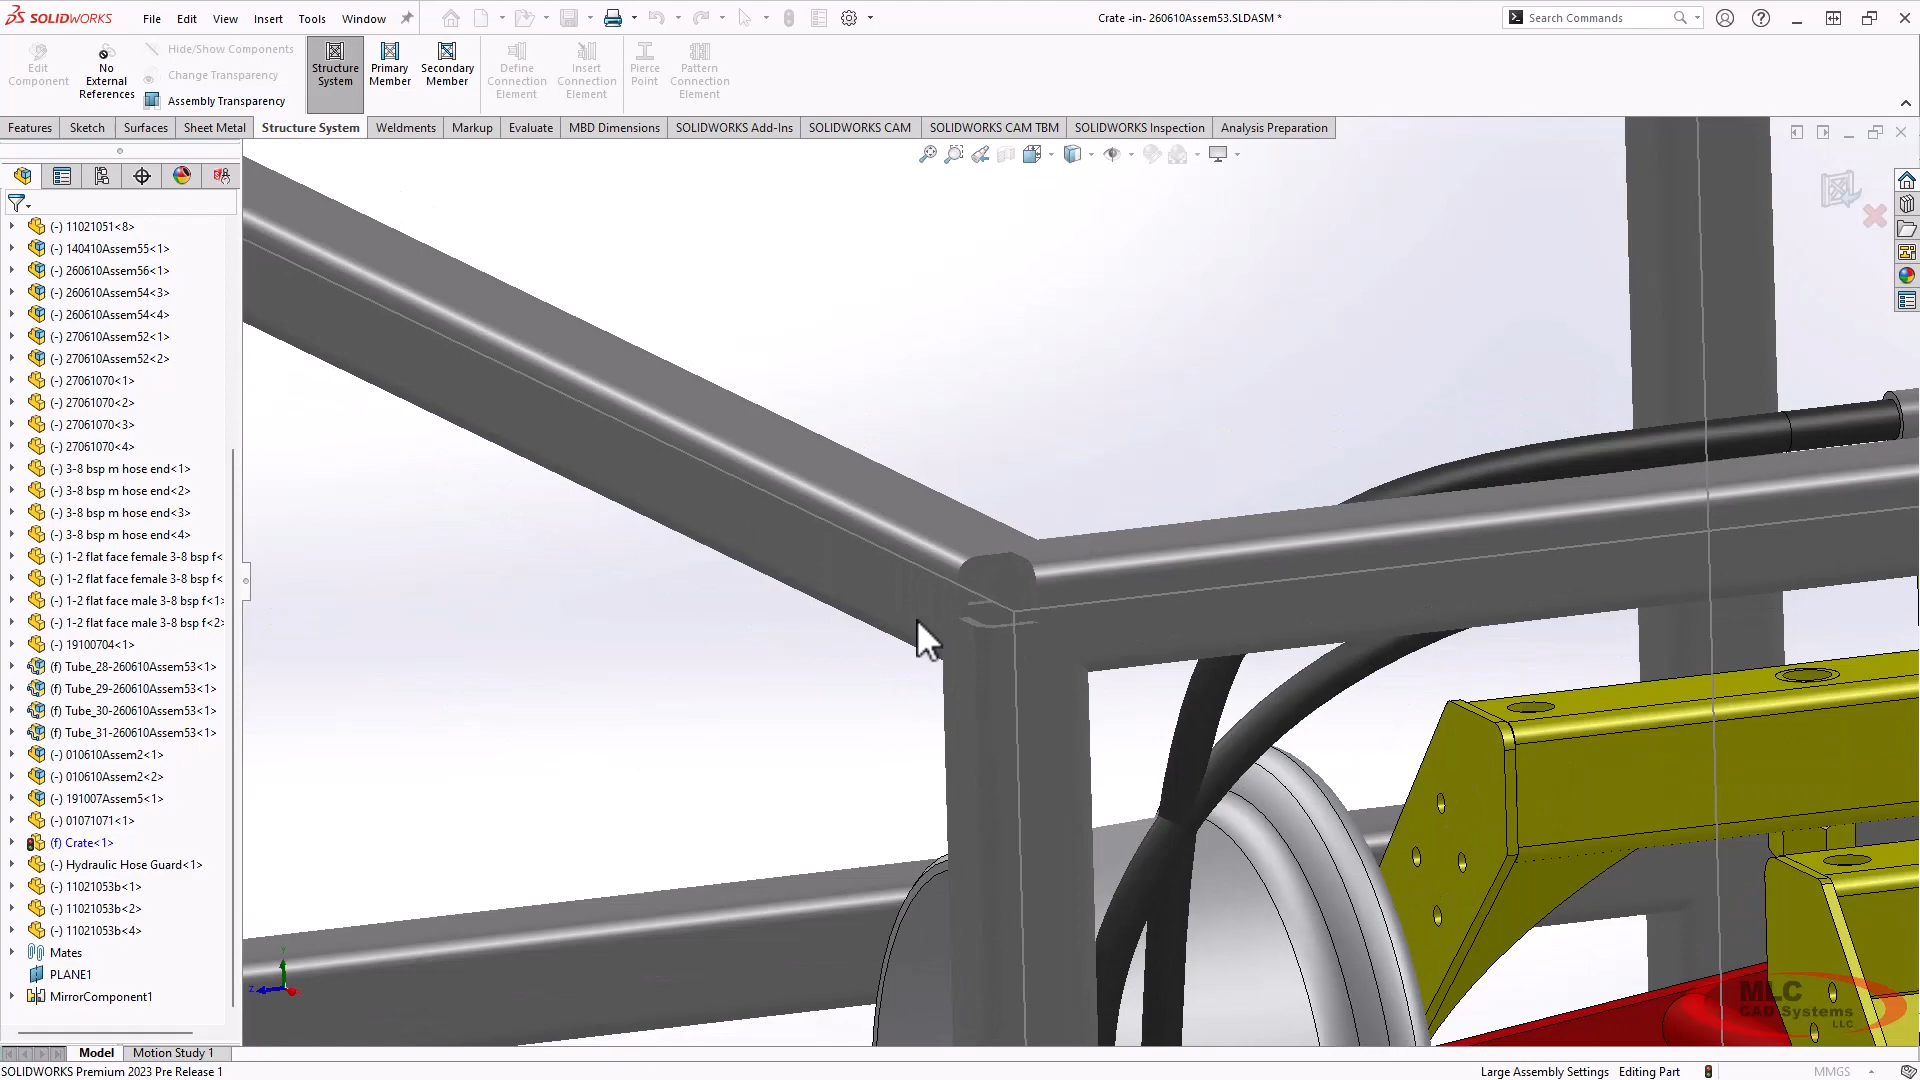 SOLIDWORKS File Edit View Insert Tools Window Crate -in- 260610Assem53.SLDASM * Search Commands
Edit Component
No External References
Hide/Show Components
Change Transparency
Assembly Transparency
Structure System
Primary Member
Secondary Member
Define Connection Element
Insert Connection Element
Pierce Point
Pattern Connection Element
Features Sketch Surfaces Sheet Metal Structure System Weldments Markup Evaluate MBD Dimensions SOLIDWORKS Add-Ins SOLIDWORKS CAM SOLIDWORKS CAM TBM SOLIDWORKS Inspection Analysis Preparation
(-) 11021051<8>
(-) 140410Assem55<1>
(-) 260610Assem56<1>
(-) 260610Assem54<3>
(-) 260610Assem54<4>
(-) 270610Assem52<1>
(-) 270610Assem52<2>
(-) 27061070<1>
(-) 27061070<2>
(-) 27061070<3>
(-) 27061070<4>
(-) 3-8 bsp m hose end<1>
(-) 3-8 bsp m hose end<2>
(-) 3-8 bsp m hose end<3>
(-) 3-8 bsp m hose end<4>
(-) 1-2 flat face female 3-8 bsp f<
(-) 1-2 flat face female 3-8 bsp f<
(-) 1-2 flat face male 3-8 bsp f<1>
(-) 1-2 flat face male 3-8 bsp f<2>
(-) 19100704<1>
(f) Tube_28-260610Assem53<1>
(f) Tube_29-260610Assem53<1>
(f) Tube_30-260610Assem53<1>
(f) Tube_31-260610Assem53<1>
(-) 010610Assem2<1>
(-) 010610Assem2<2>
(-) 191007Assem5<1>
(-) 01071071<1>
(f) Crate<1>
(-) Hydraulic Hose Guard<1>
(-) 11021053b<1>
(-) 11021053b<2>
(-) 11021053b<4>
Mates
PLANE1
MirrorComponent1
Y
Z
MLC
CAD Systems
LLC
Model Motion Study 1
SOLIDWORKS Premium 2023 Pre Release 1 Large Assembly Settings Editing Part MMGS